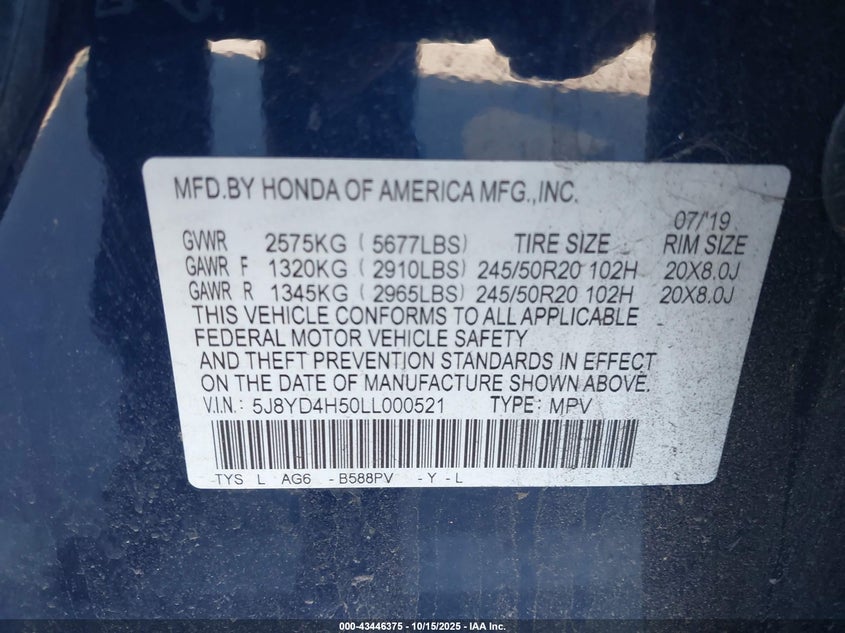 MFD.BY HONDA OF AMERICA MFG.,INC.
07/'19
GVWR 2575KG ( 5677LBS) TIRE SIZE RIM SIZE
GAWR F 1320KG ( 2910LBS) 245/50R20 102H 20X8.0J
GAWR R 1345KG ( 2965LBS) 245/50R20 102H 20X8.0J
THIS VEHICLE CONFORMS TO ALL APPLICABLE
FEDERAL MOTOR VEHICLE SAFETY
AND THEFT PREVENTION STANDARDS IN EFFECT
ON THE DATE OF MANUFACTURE SHOWN ABOVE.
V.I.N.: 5J8YD4H50LL000521 TYPE: MPV
TYS L AG6 - B588PV - Y - L
000-43446375 - 10/15/2025 - IAA Inc.